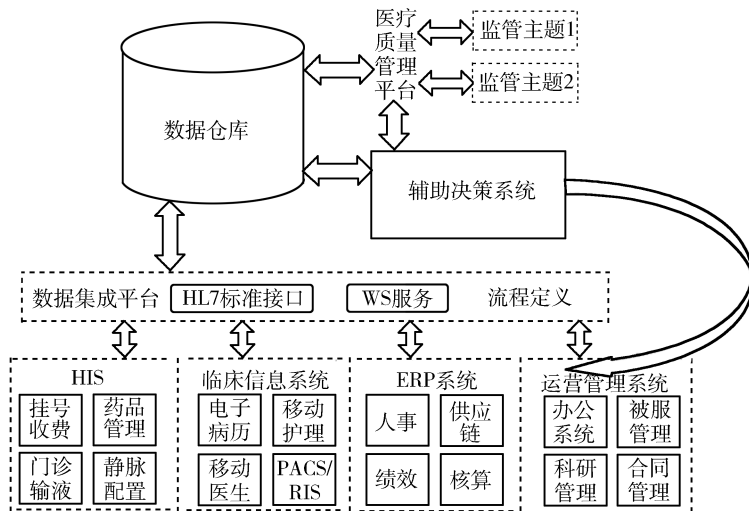 医疗
质量
管理
平台
监管主题1
监管主题2
数据仓库
辅助决策系统
数据集成平台 HL7标准接口 WS服务 流程定义
HIS
挂号
收费
药品
管理
门诊
输液
静脉
配置
临床信息系统
电子
病历
移动
护理
移动
医生
PACS/
RIS
ERP系统
人事
供应
链
绩效
核算
运营管理系统
办公
系统
被服
管理
科研
管理
合同
管理